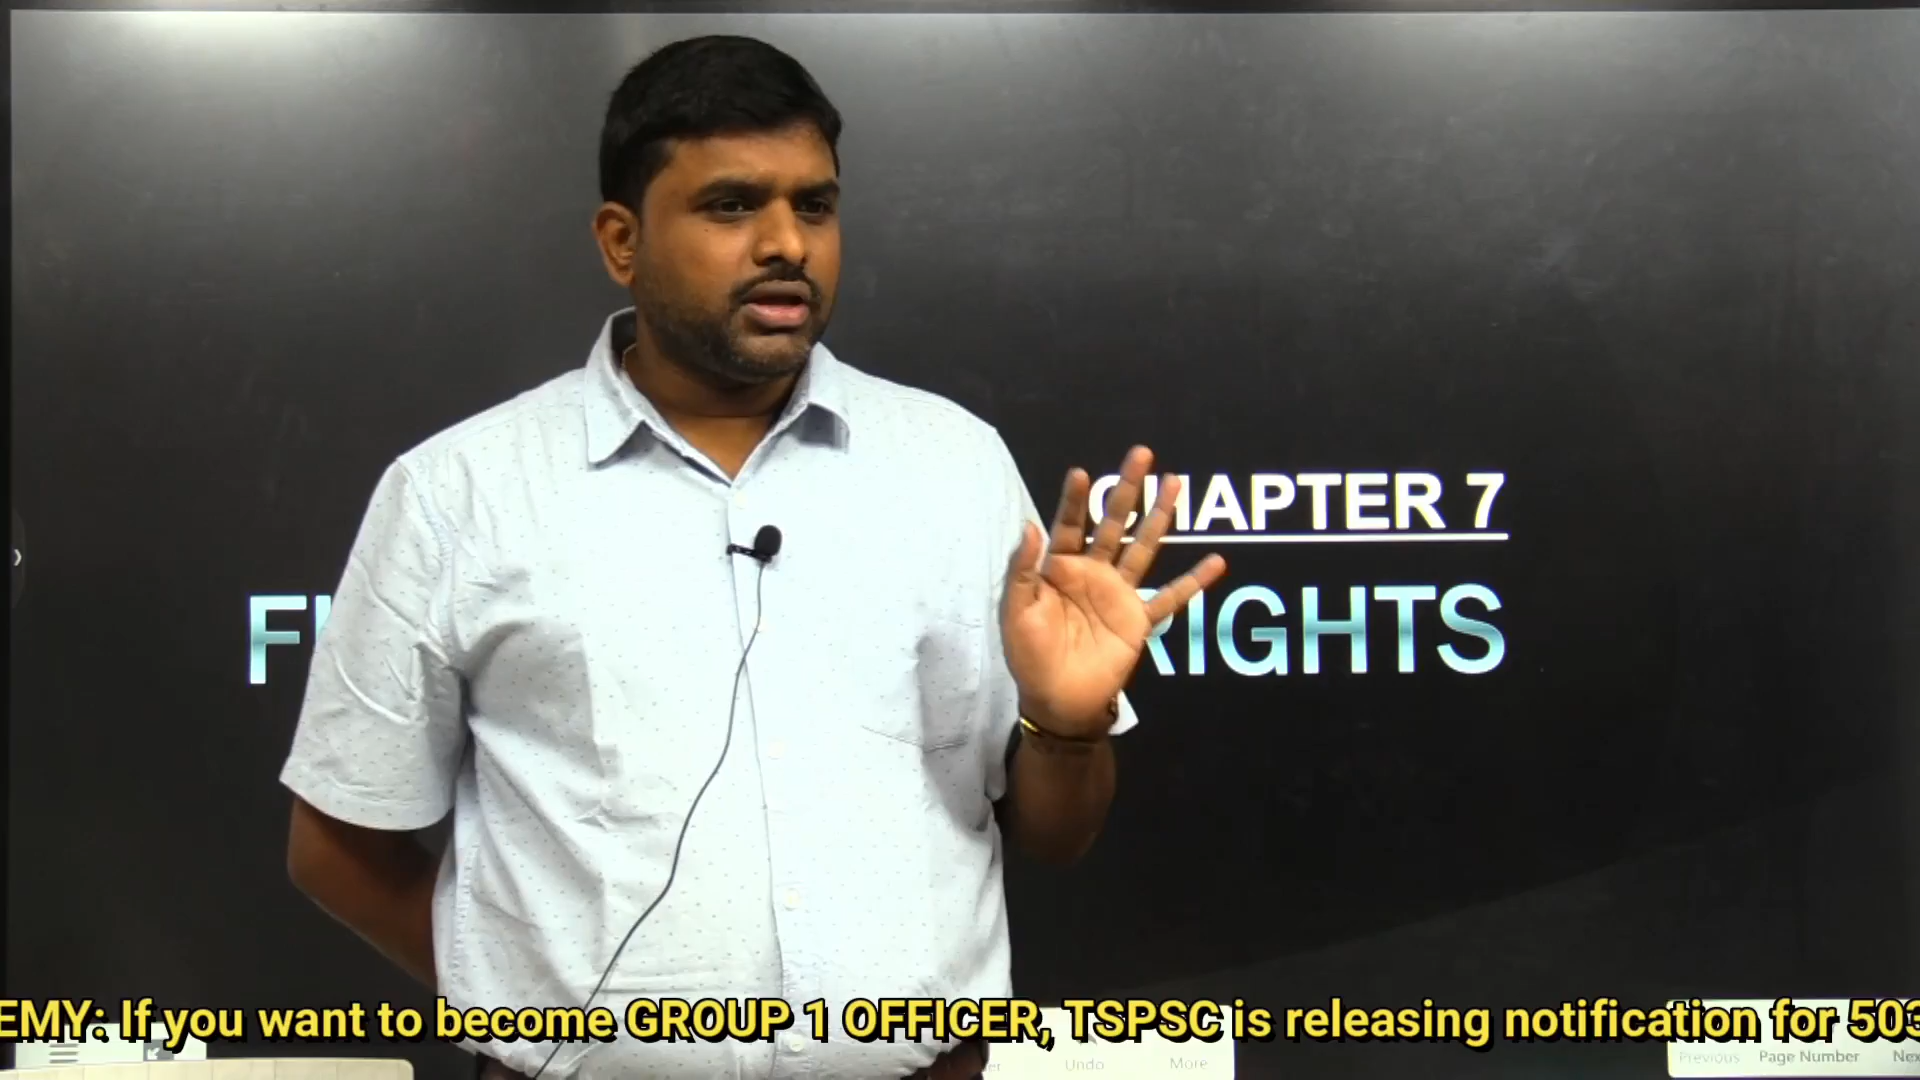 CHAPTER 7
RIGHTS
EMY: If you want to become GROUP 1 OFFICER, TSPSC is releasing notification for 503
Undo
More
Previous
Page Number
Nex